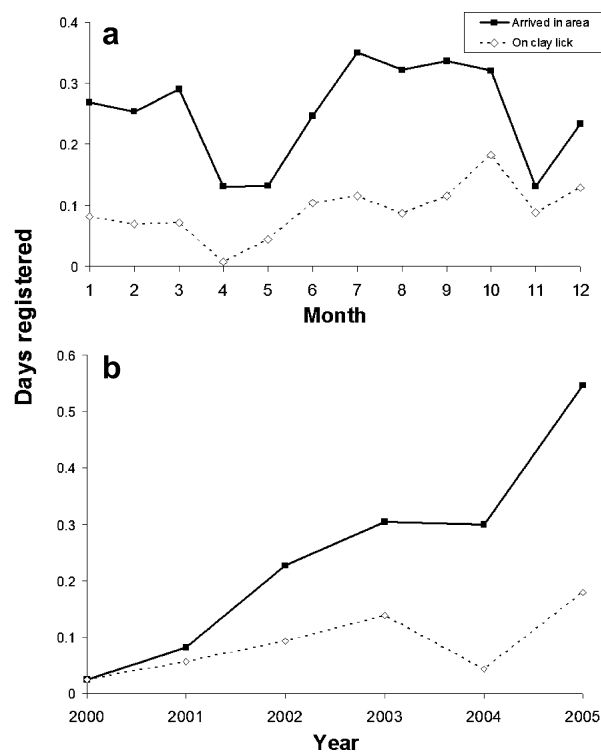 Arrived in area
On clay lick
a
0.4
0.3
0.2
0.1
0
1 2 3 4 5 6 7 8 9 10 11 12
Month
Days registered
b
0.6
0.5
0.4
0.3
0.2
0.1
0
2000 2001 2002 2003 2004 2005
Year